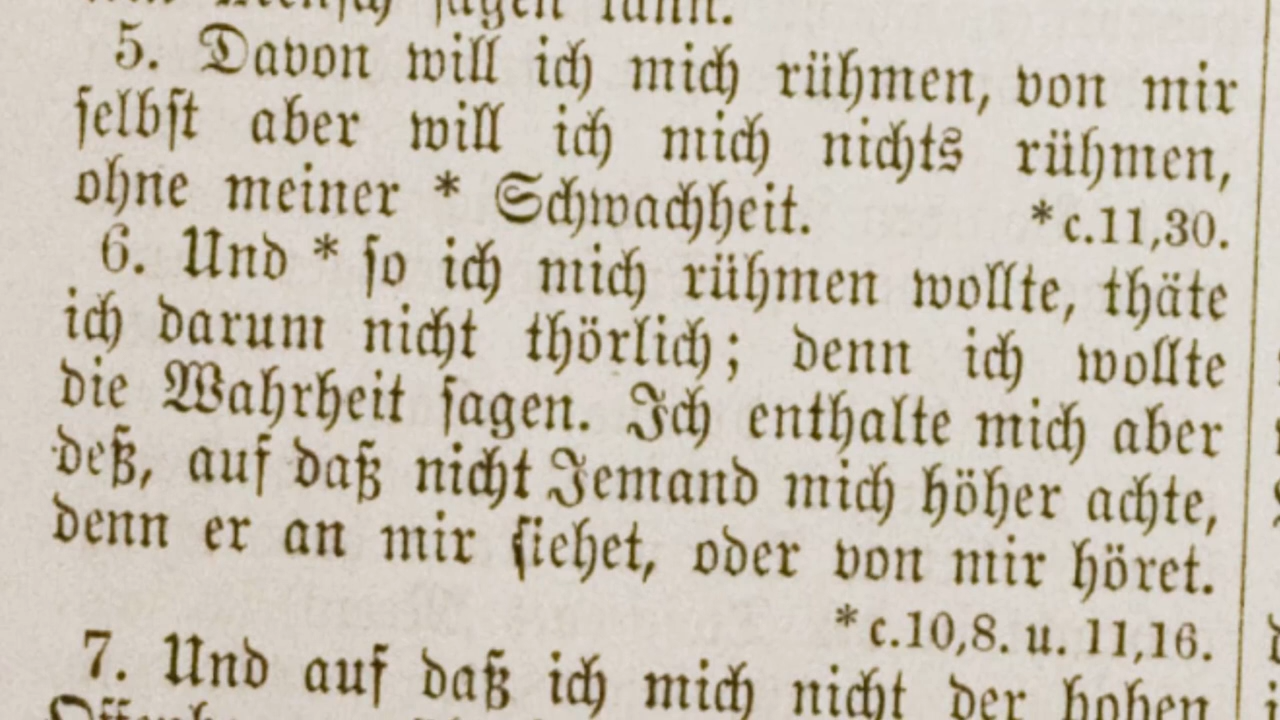 sagen kann.
5. Davon will ich mich rühmen, von mir
selbst aber will ich mich nichts rühmen,
ohne meiner * Schwachheit. *c.11,30.
6. Und * so ich mich rühmen wollte, thäte
ich darum nicht thörlich; denn ich wollte
die Wahrheit sagen. Ich enthalte mich aber
deß, auf daß nicht Jemand mich höher achte,
denn er an mir siehet, oder von mir höret.
*c.10,8. u. 11,16.
7. Und auf daß ich mich nicht der hohen